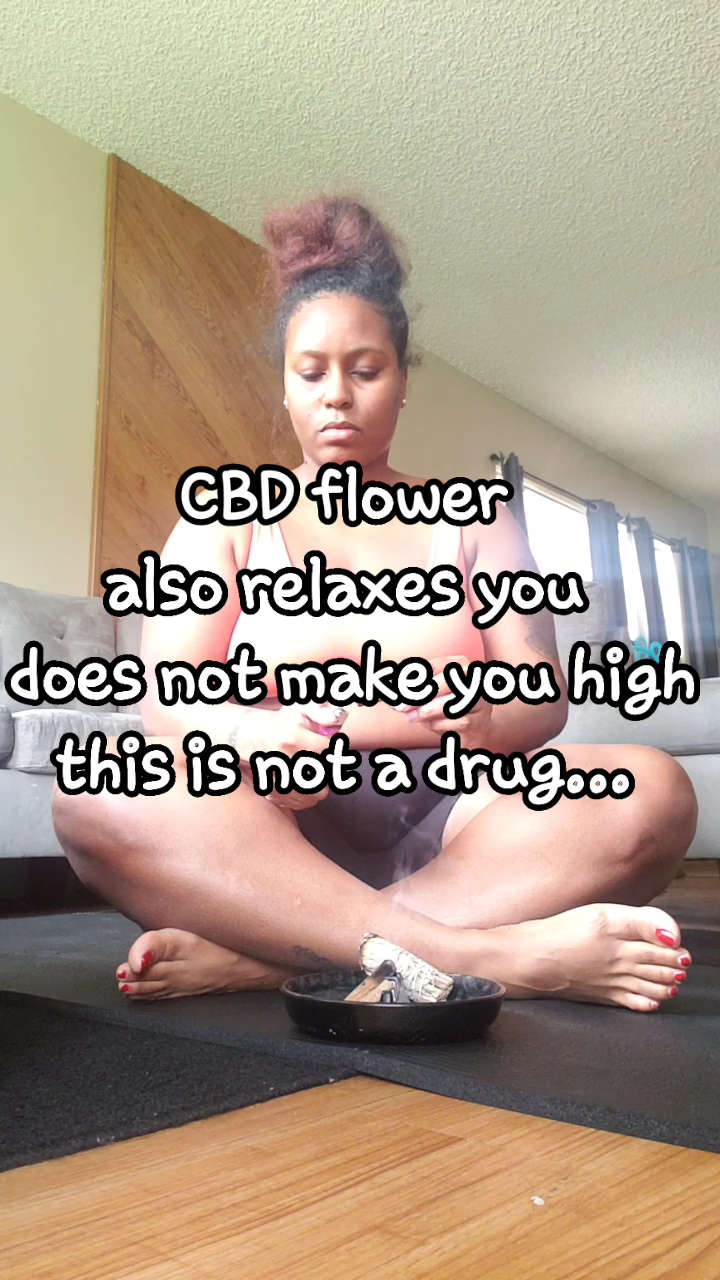 CBD flower
also relaxes you
does not make you high
this is not a drug...